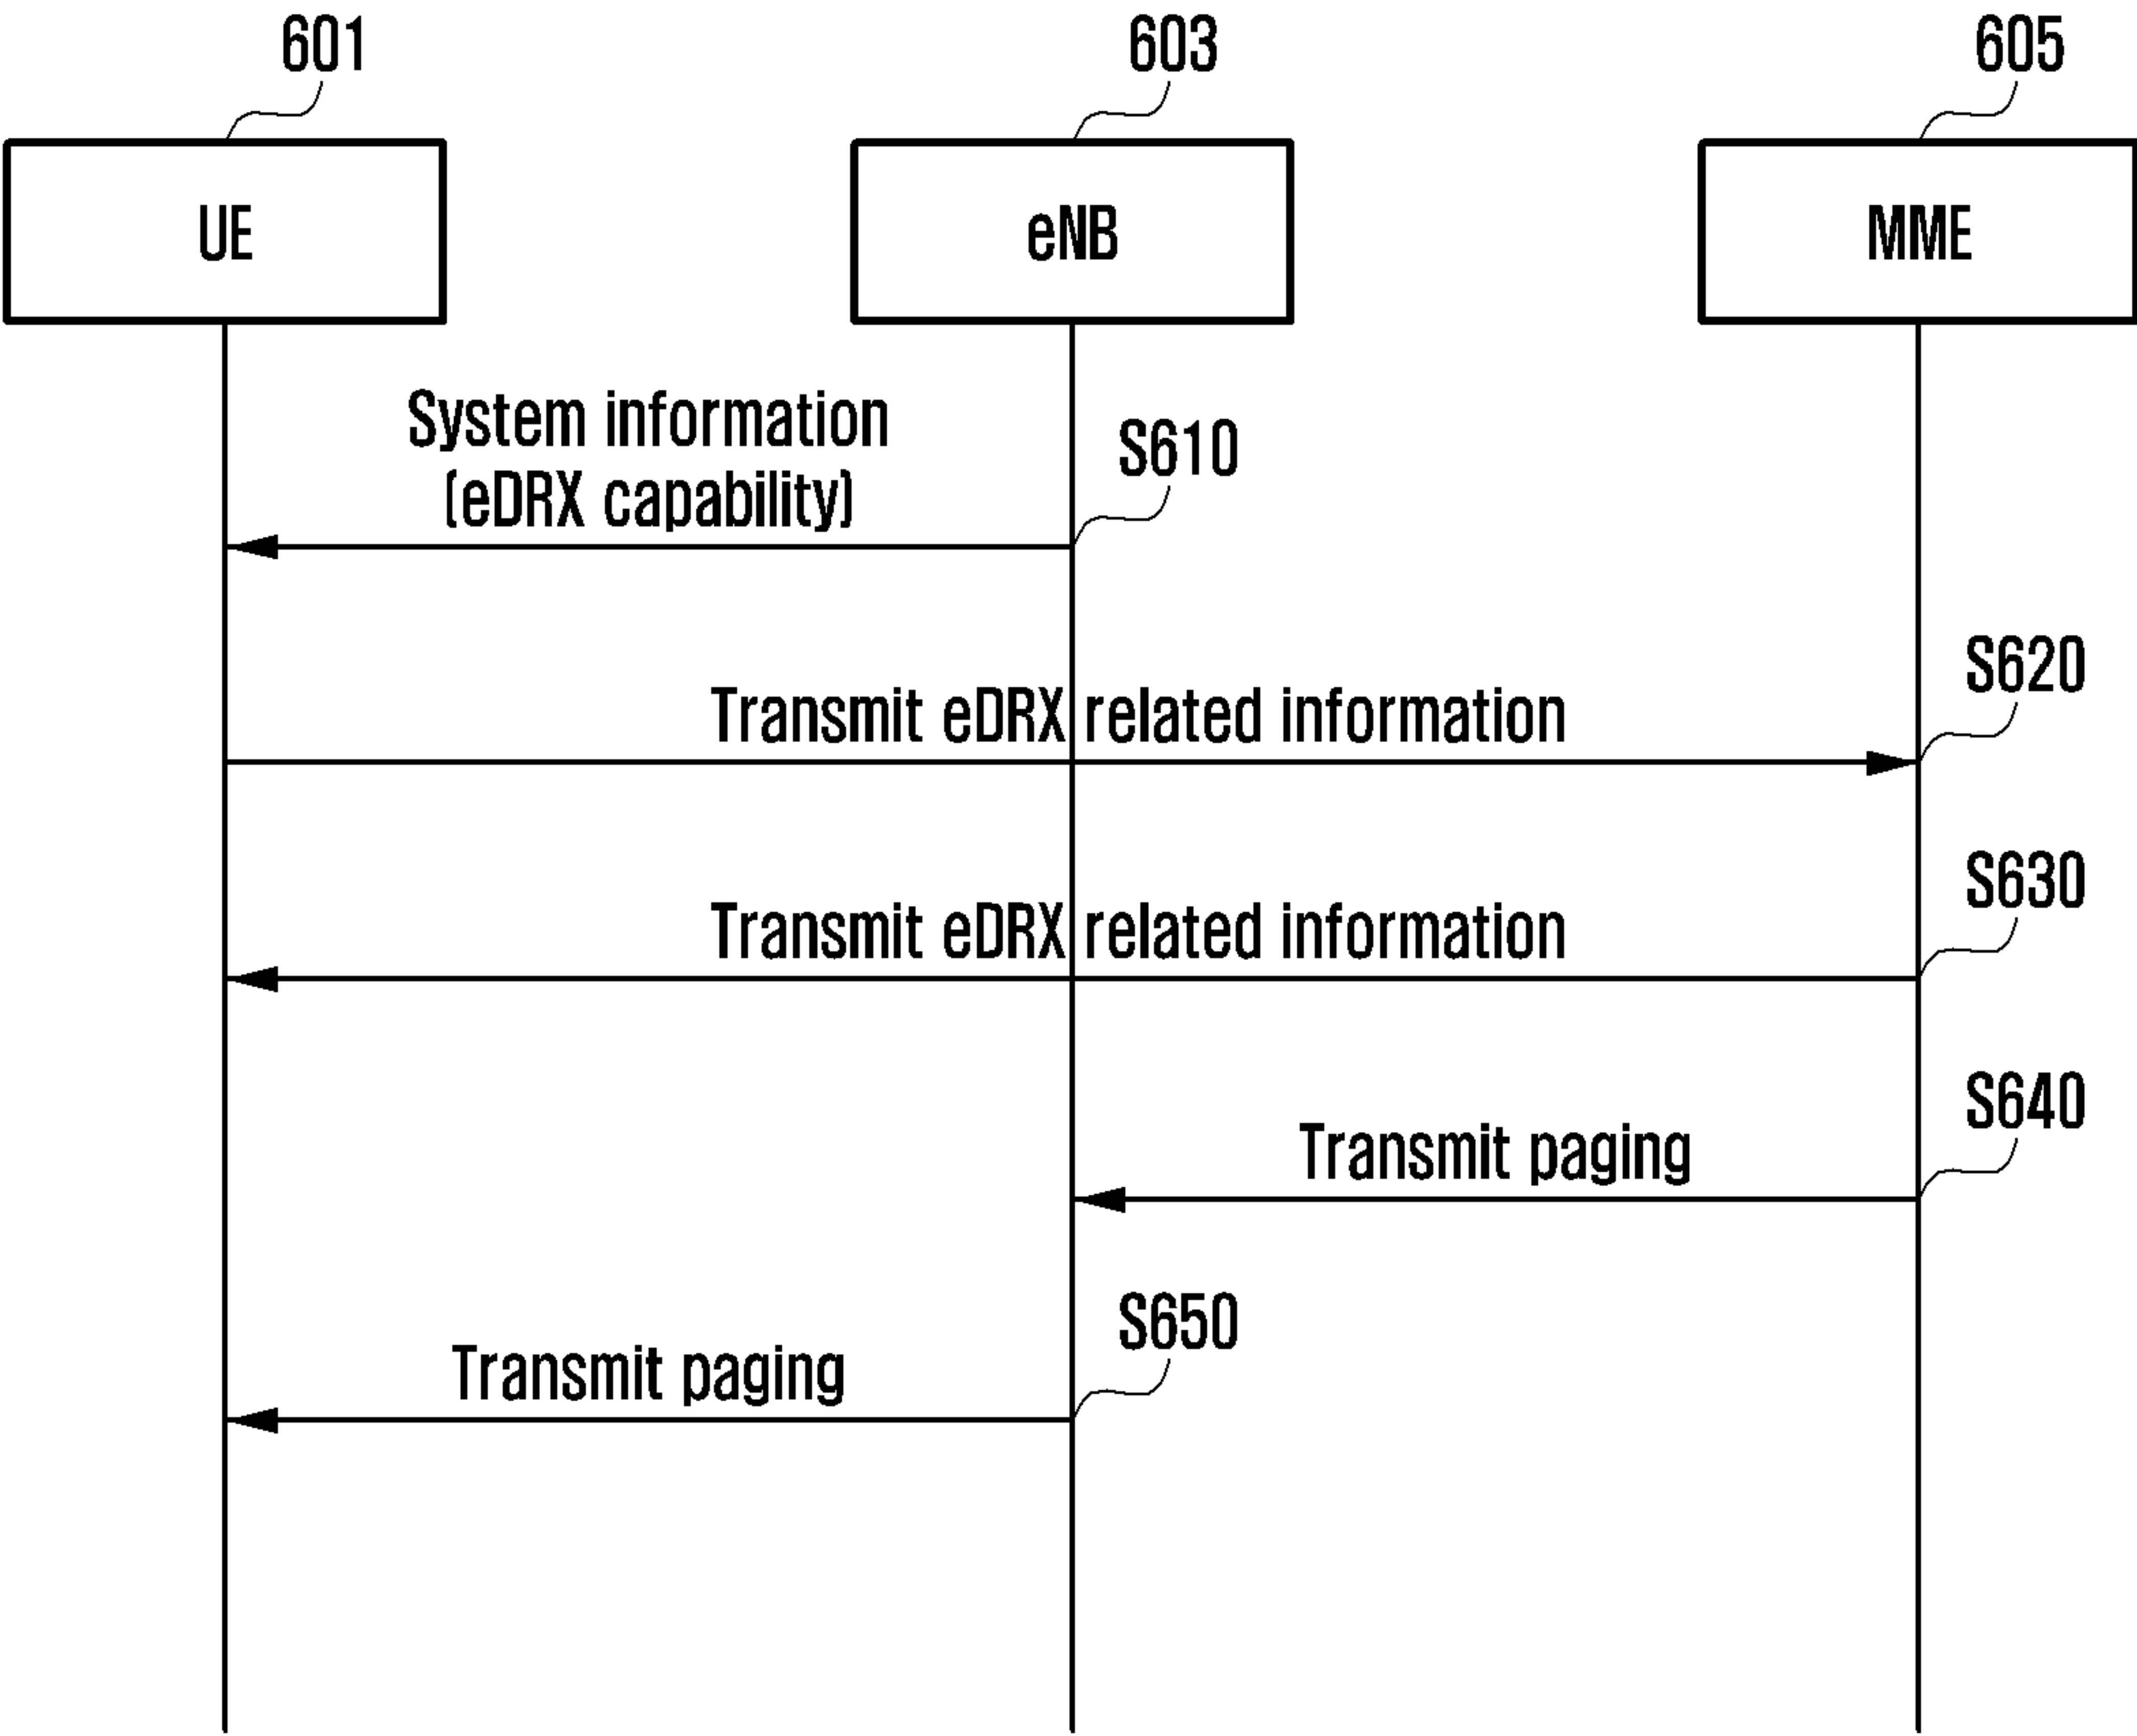 601
603
605
UE
eNB
MME
System information
(eDRX capability)
S610
S620
Transmit eDRX related information
S630
Transmit eDRX related information
S640
Transmit paging
S650
Transmit paging